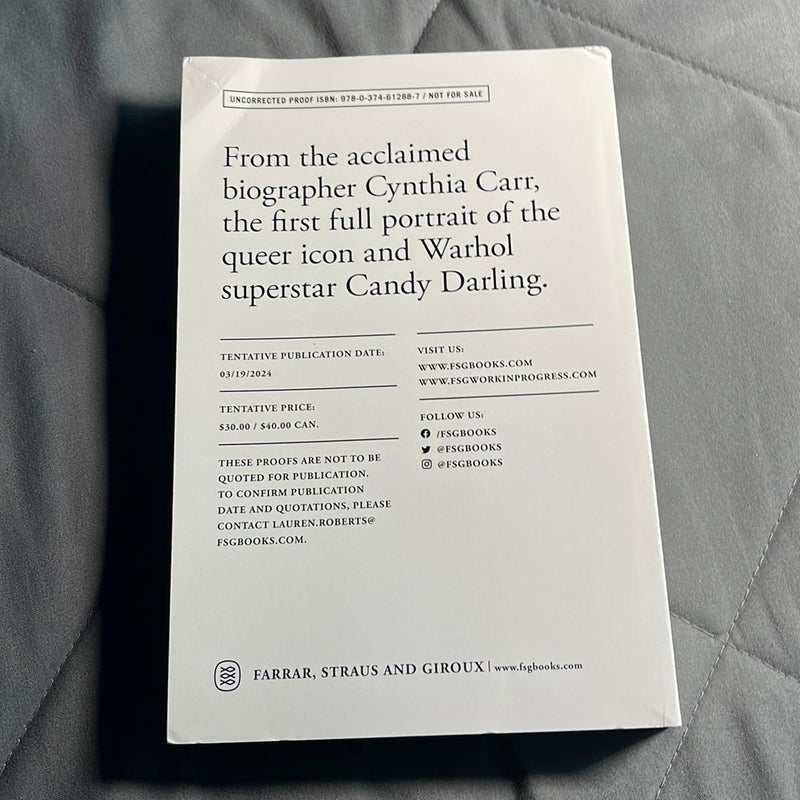 UNCORRECTED PROOF ISBN: 978-0-374-61288-7 / NOT FOR SALE
From the acclaimed
biographer Cynthia Carr,
the first full portrait of the
queer icon and Warhol
superstar Candy Darling.
TENTATIVE PUBLICATION DATE:
03/19/2024
TENTATIVE PRICE:
$30.00 / $40.00 CAN.
THESE PROOFS ARE NOT TO BE
QUOTED FOR PUBLICATION.
TO CONFIRM PUBLICATION
DATE AND QUOTATIONS, PLEASE
CONTACT LAUREN.ROBERTS@
FSGBOOKS.COM.
VISIT US:
WWW.FSGBOOKS.COM
WWW.FSGWORKINPROGRESS.COM
FOLLOW US:
/FSGBOOKS
@FSGBOOKS
@FSGBOOKS
FARRAR, STRAUS AND GIROUX | www.fsgbooks.com